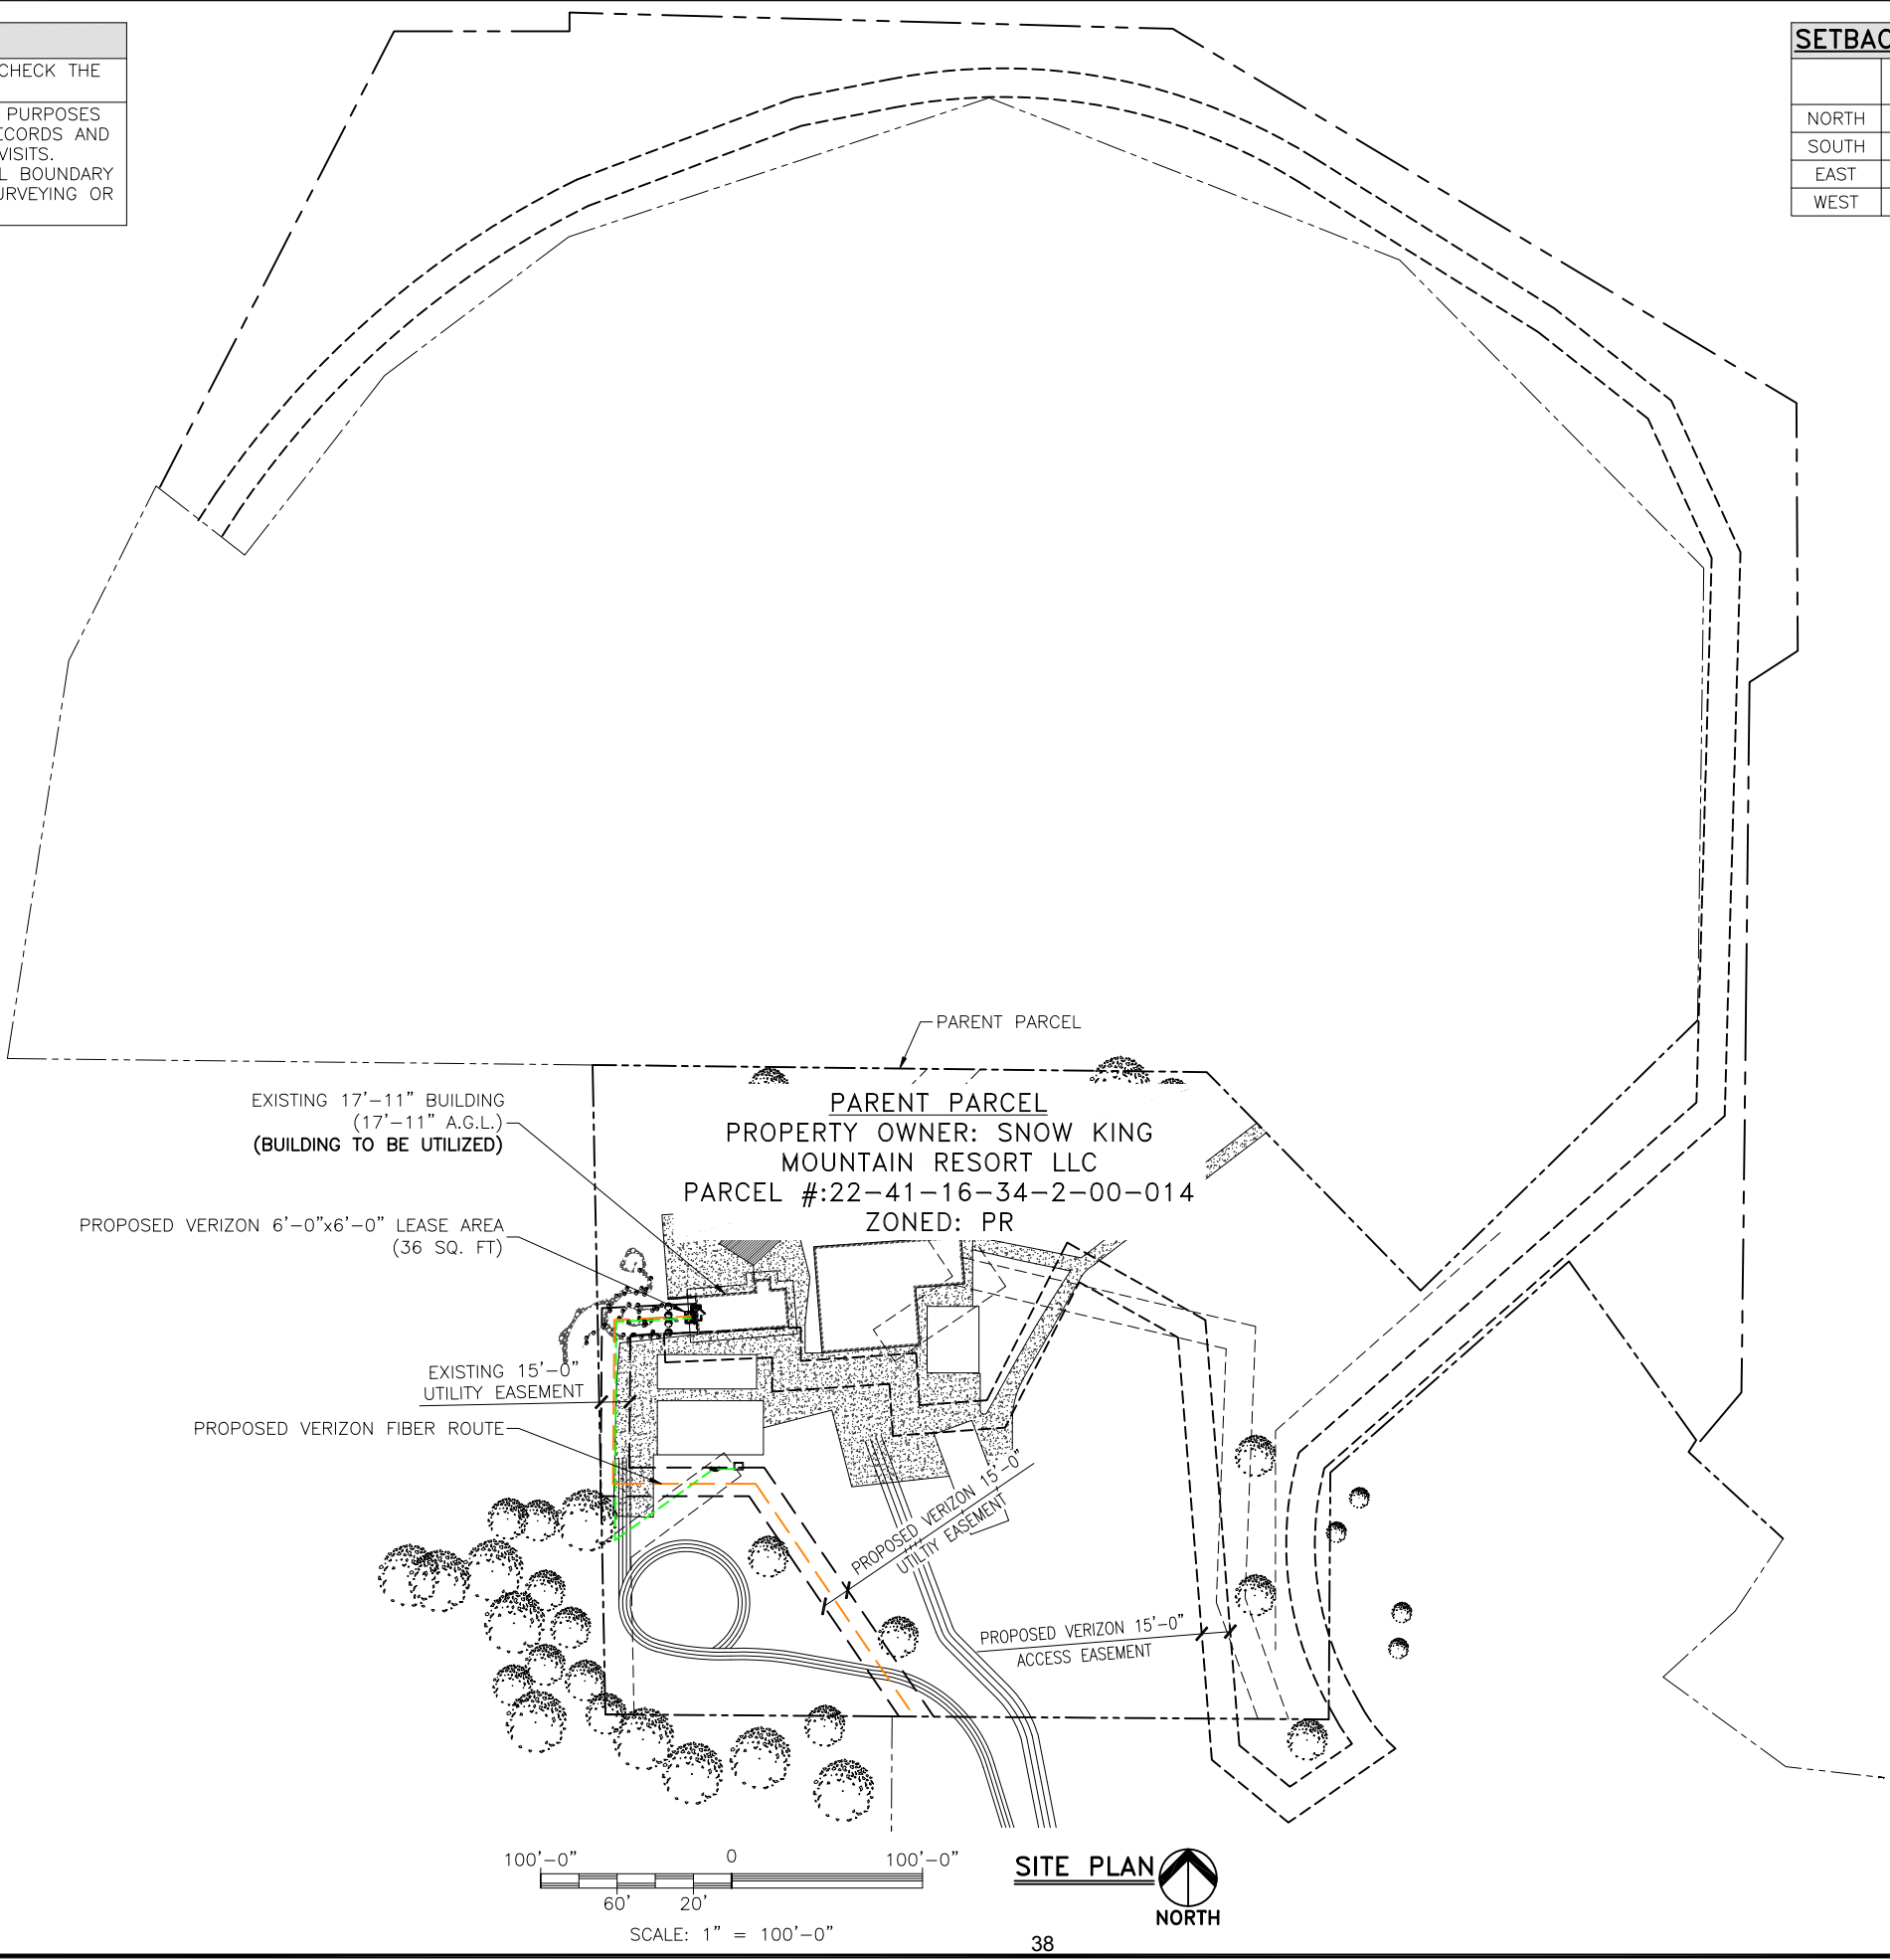 CHECK THE
PURPOSES
ECORDS AND
VISITS.
L BOUNDARY
URVEYING OR
SETBAC
NORTH
SOUTH
EAST
WEST
PARENT PARCEL
EXISTING 17'-11" BUILDING
(17'-11" A.G.L.)
(BUILDING TO BE UTILIZED)
PARENT PARCEL
PROPERTY OWNER: SNOW KING
MOUNTAIN RESORT LLC
PARCEL #:22-41-16-34-2-00-014
ZONED: PR
PROPOSED VERIZON 6'-0"x6'-0" LEASE AREA
(36 SQ. FT)
EXISTING 15'-0"
UTILITY EASEMENT
PROPOSED VERIZON FIBER ROUTE
PROPOSED VERIZON 15'-0"
UTILTIY EASEMENT
PROPOSED VERIZON 15'-0"
ACCESS EASEMENT
100'-0" 0 100'-0"
60' 20'
SCALE: 1" = 100'-0"
SITE PLAN
NORTH
38